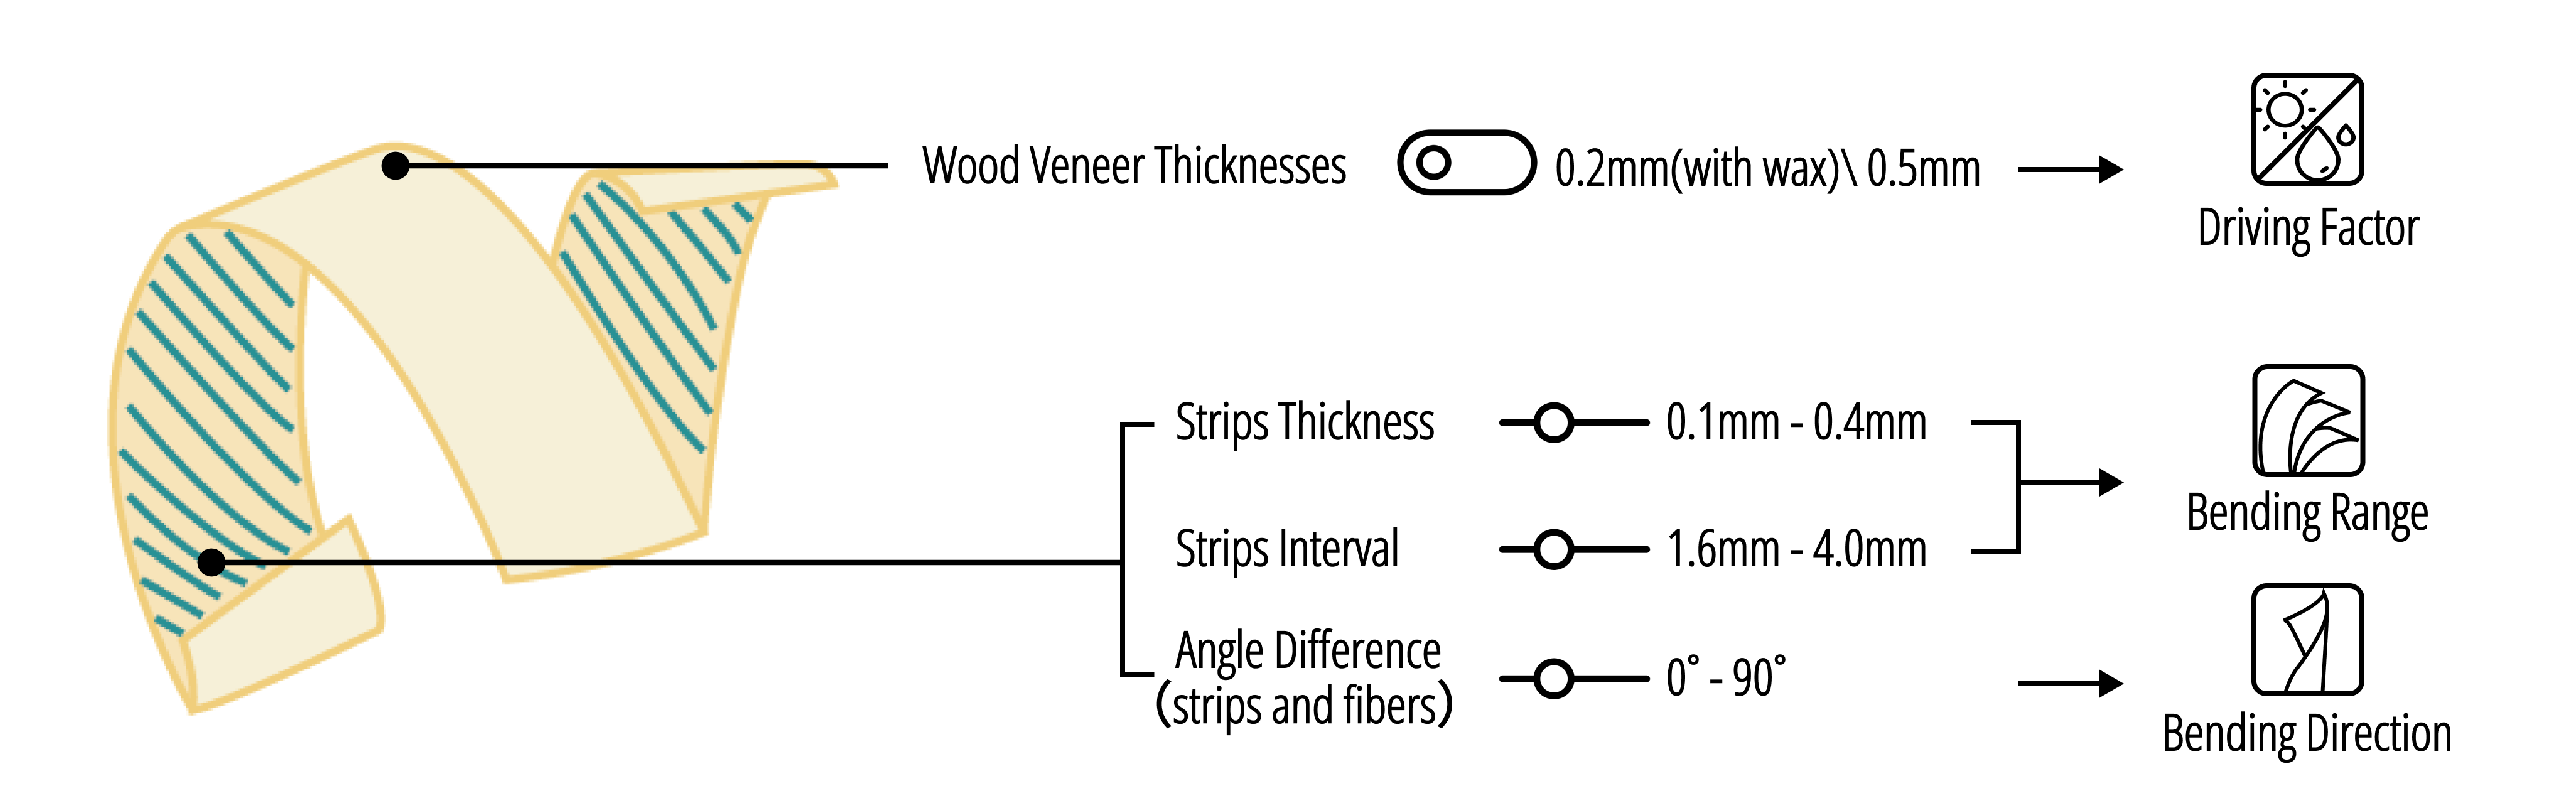 Wood Veneer Thicknesses
0.2mm(with wax)\ 0.5mm
Driving Factor
Strips Thickness
0.1mm - 0.4mm
Strips Interval
1.6mm - 4.0mm
Bending Range
Angle Difference
(strips and fibers)
0˚ - 90˚
Bending Direction